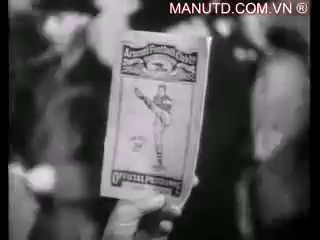 MANUTD.COM.VN ®
Arsenal Football Club
OFFICIAL PROGRAMME